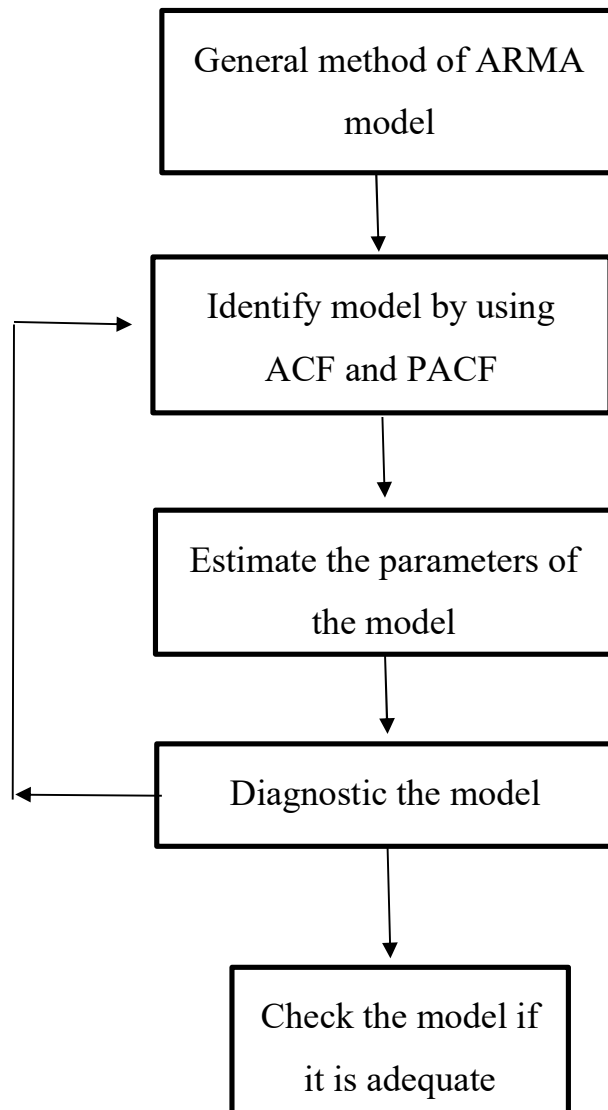 General method of ARMA
model
Identify model by using
ACF and PACF
Estimate the parameters of
the model
Diagnostic the model
Check the model if
it is adequate